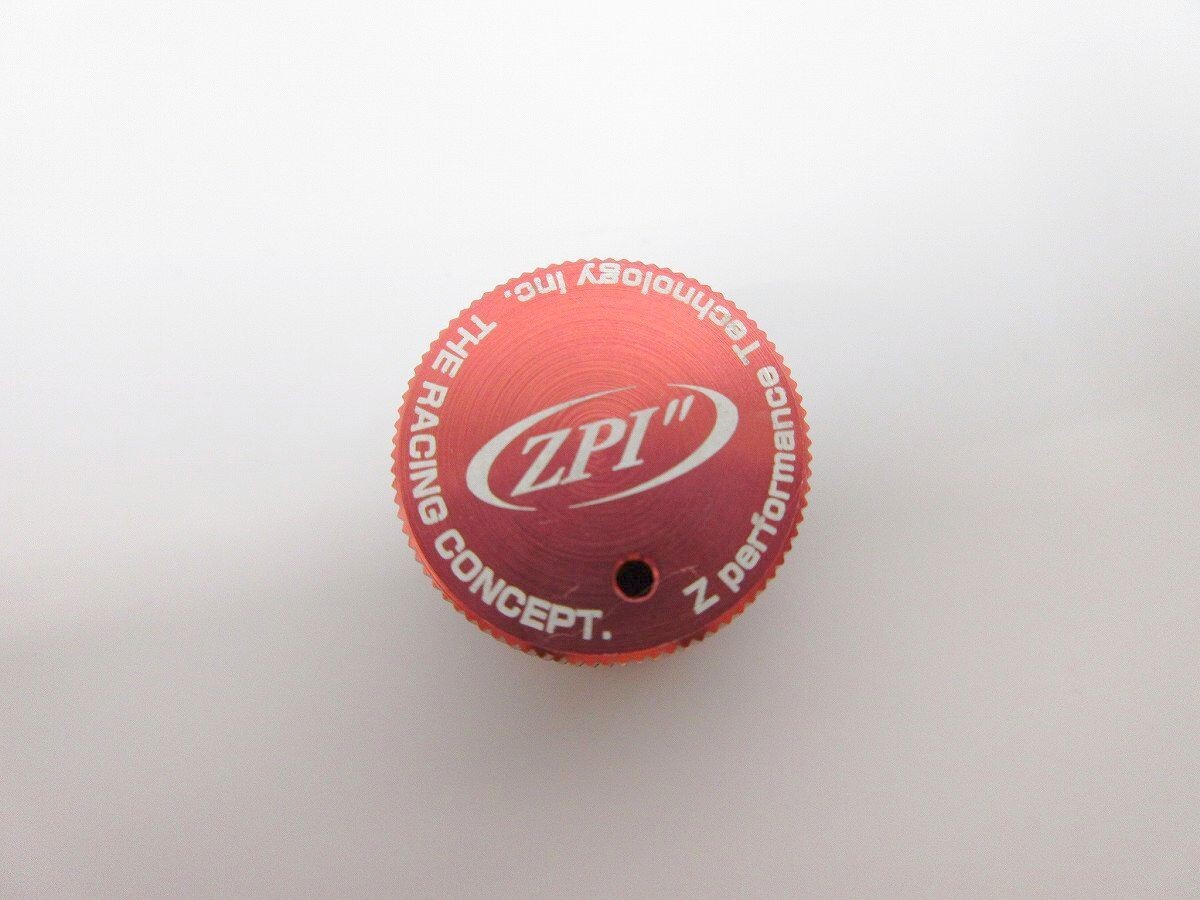 ZPI"
Z performance Technology Inc.
THE RACING CONCEPT.